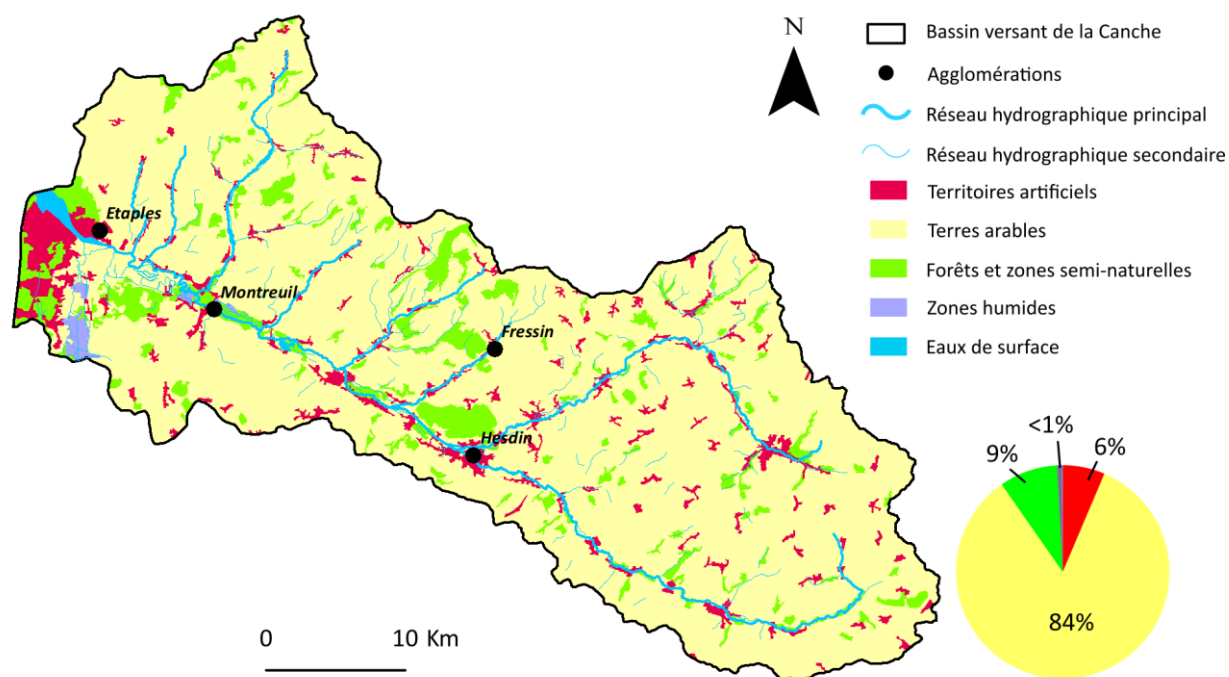 N
Bassin versant de la Canche
Agglomérations
Réseau hydrographique principal
Réseau hydrographique secondaire
Territoires artificiels
Terres arables
Forêts et zones semi-naturelles
Zones humides
Eaux de surface
Etaples
Montreuil
Fressin
Hesdin
<1%
9%
6%
84%
0 10 Km